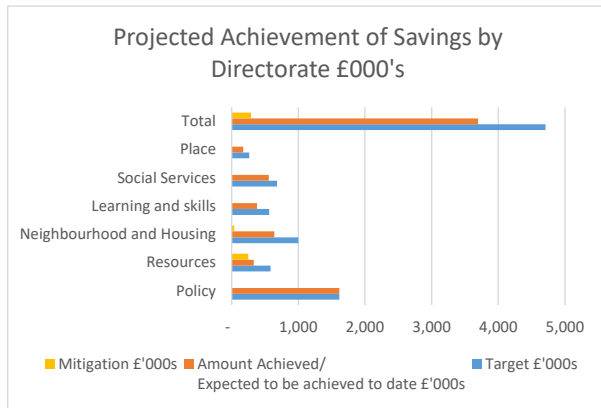 Projected Achievement of Savings by
Directorate £000's
Total
Place
Social Services
Learning and skills
Neighbourhood and Housing
Resources
Policy
- 1,000 2,000 3,000 4,000 5,000
Mitigation £'000s Amount Achieved/ Target £'000s
Expected to be achieved to date £'000s